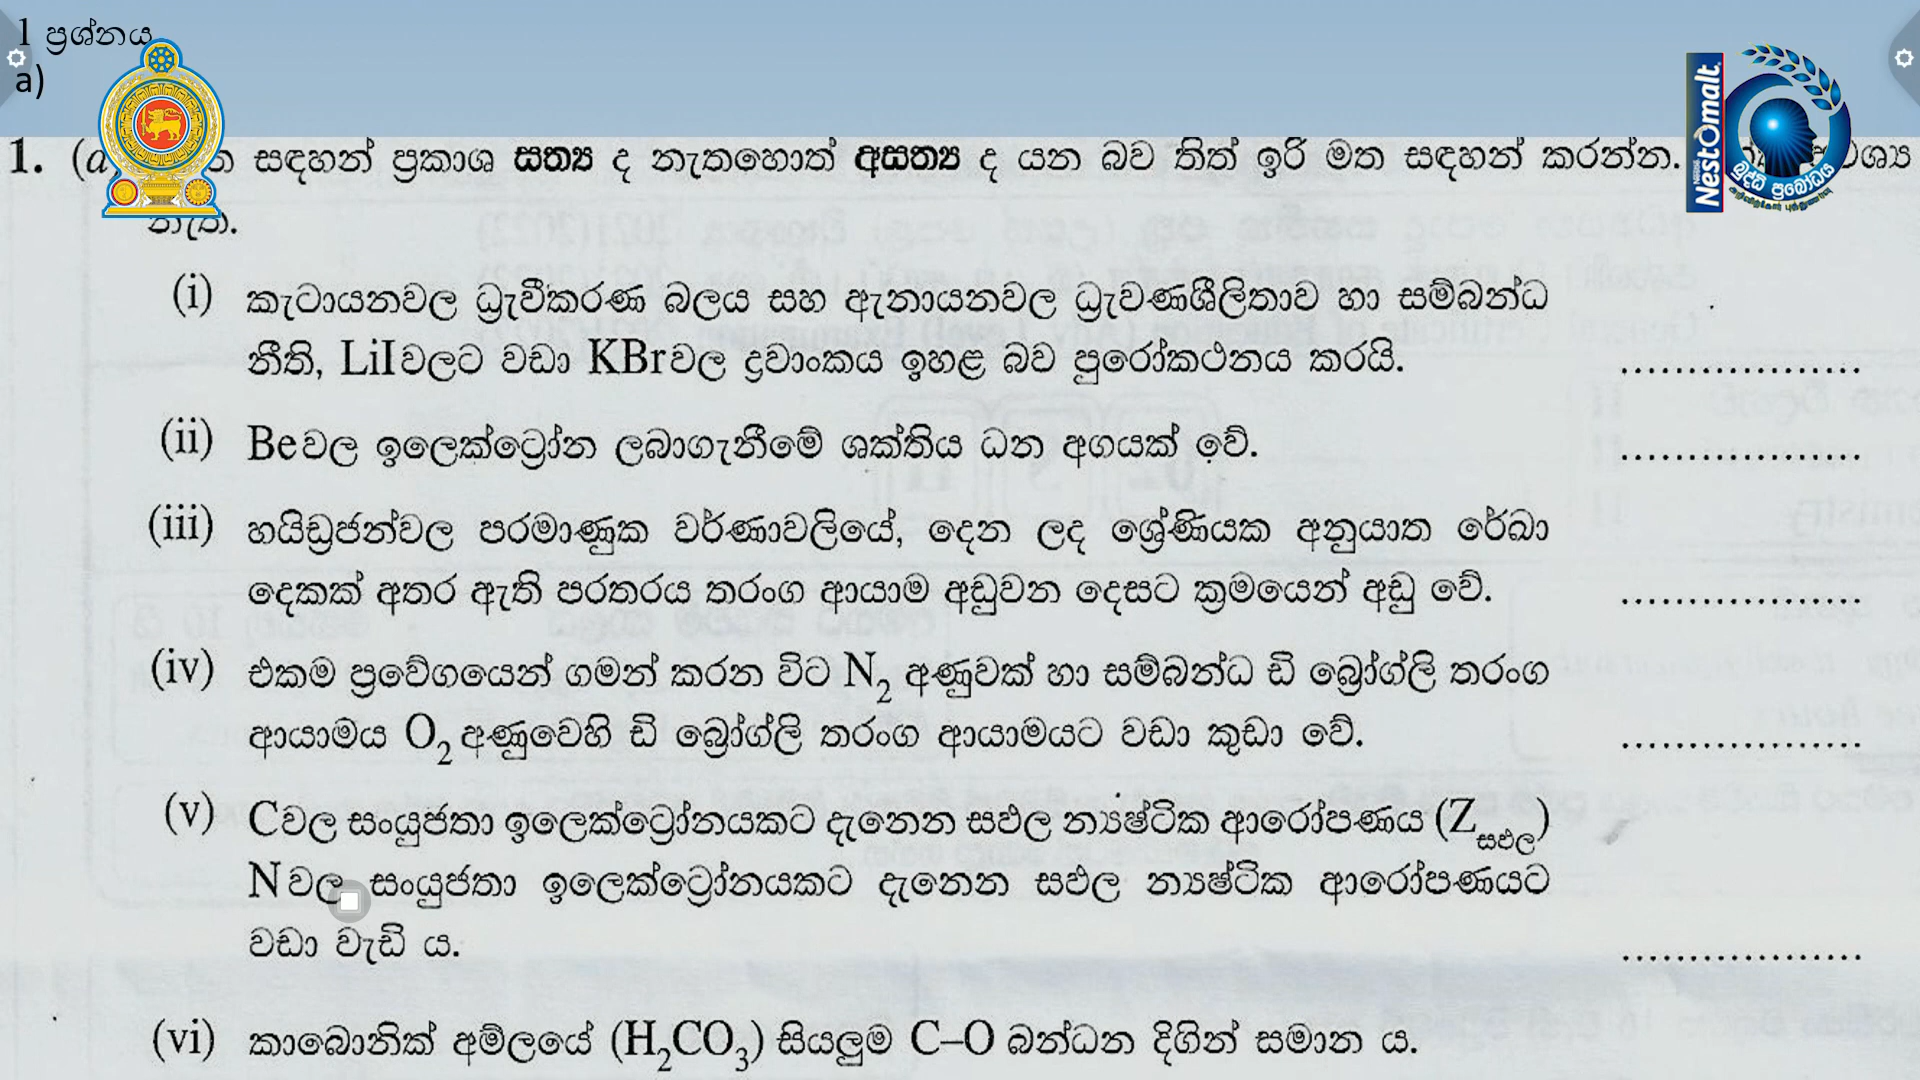 1 ප්‍රශ්නය
a)
1. (a) සඳහන් ප්‍රකාශ සත්‍ය ද නැතහොත් අසත්‍ය ද යන බව තිත් ඉරි මත සඳහන් කරන්න.
නැත.
(i) කැටායනවල ධ්‍රැවීකරණ බලය සහ ඇනායනවල ධ්‍රැවණශීලිතාව හා සම්බන්ධ
නීති, LiIවලට වඩා KBrවල ද්‍රවාංකය ඉහළ බව පුරෝකථනය කරයි. ..................
(ii) Beවල ඉලෙක්ට්‍රෝන ලබාගැනීමේ ශක්තිය ධන අගයක් වේ. ..................
(iii) හයිඩ්‍රජන්වල පරමාණුක වර්ණාවලියේ, දෙන ලද ශ්‍රේණියක අනුයාත රේඛා
දෙකක් අතර ඇති පරතරය තරංග ආයාම අඩුවන දෙසට ක්‍රමයෙන් අඩු වේ. ..................
(iv) එකම ප්‍රවේගයෙන් ගමන් කරන විට N₂ අණුවක් හා සම්බන්ධ ඩි බ්‍රෝග්ලි තරංග
ආයාමය O₂ අණුවෙහි ඩි බ්‍රෝග්ලි තරංග ආයාමයට වඩා කුඩා වේ. ..................
(v) Cවල සංයුජතා ඉලෙක්ට්‍රෝනයකට දැනෙන සඵල න්‍යෂ්ටික ආරෝපණය (Zසඵල)
Nවල සංයුජතා ඉලෙක්ට්‍රෝනයකට දැනෙන සඵල න්‍යෂ්ටික ආරෝපණයට
වඩා වැඩි ය. ..................
(vi) කාබොනික් අම්ලයේ (H₂CO₃) සියලුම C–O බන්ධන දිගින් සමාන ය.
Nestomalt
බුද්ධි ප්‍රබෝධය